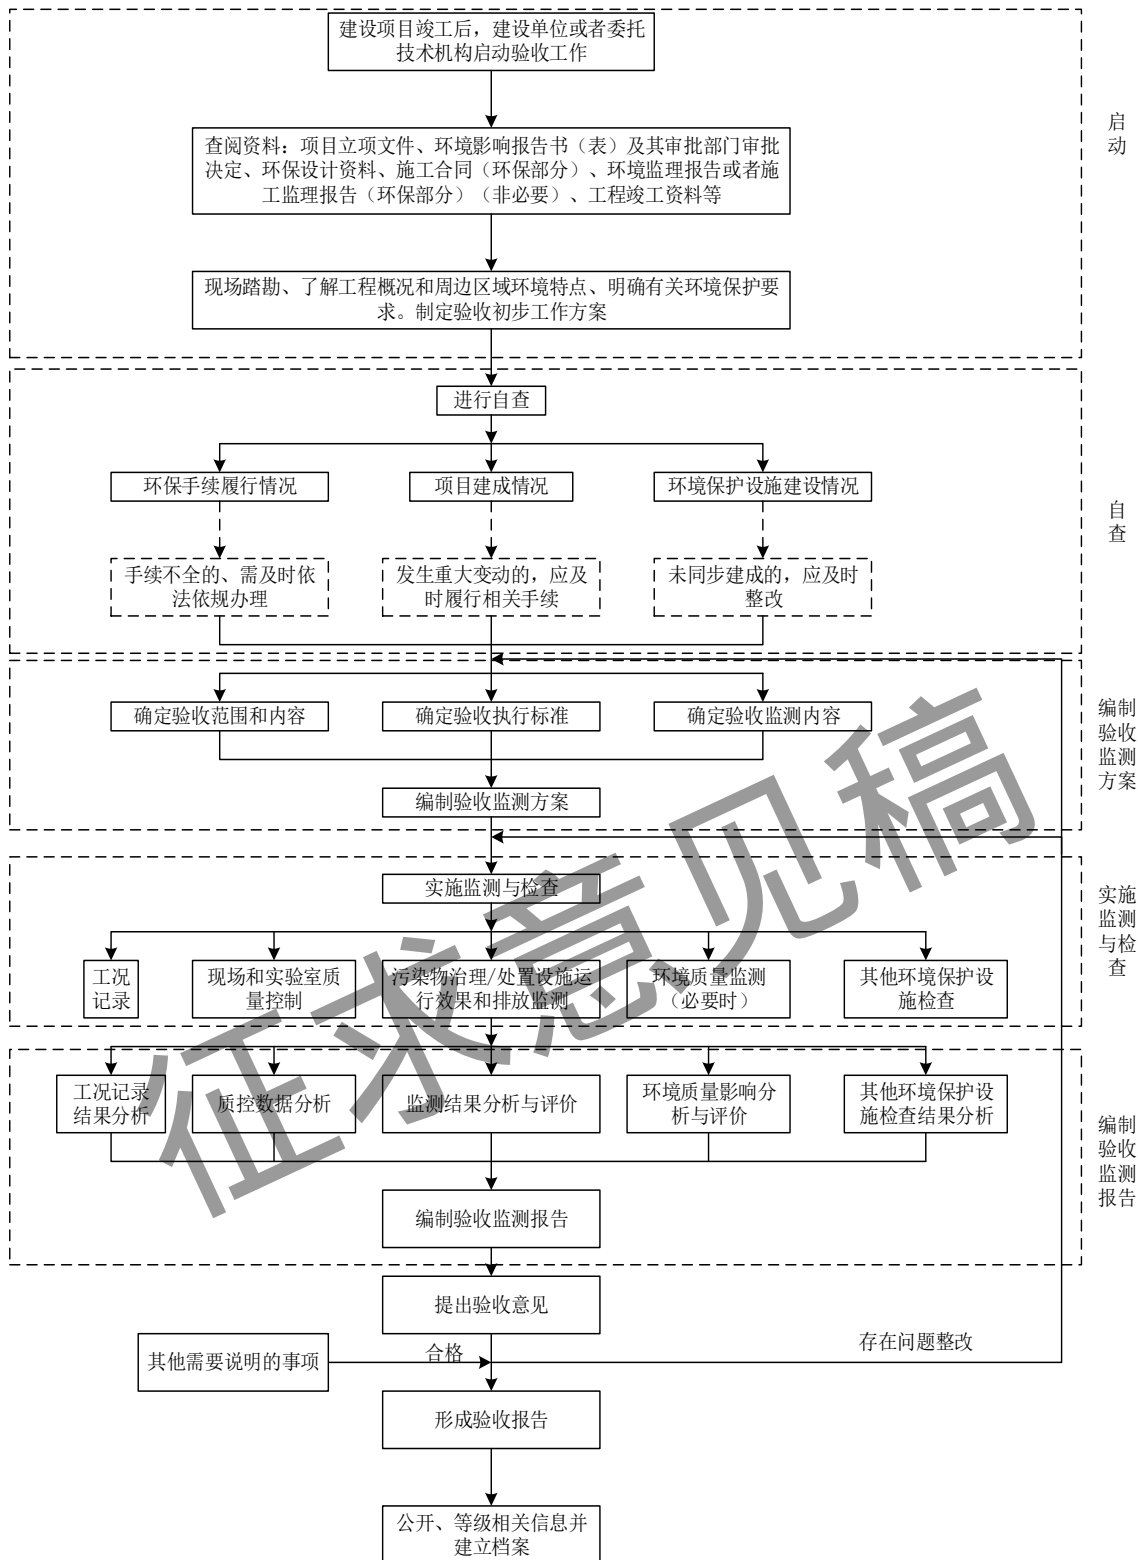 建设项目竣工后，建设单位或者委托
技术机构启动验收工作
启
动
查阅资料：项目立项文件、环境影响报告书（表）及其审批部门审批
决定、环保设计资料、施工合同（环保部分）、环境监理报告或者施
工监理报告（环保部分）（非必要）、工程竣工资料等
现场踏勘、了解工程概况和周边区域环境特点、明确有关环境保护要
求。制定验收初步工作方案
进行自查
环保手续履行情况
项目建成情况
环境保护设施建设情况
自
查
手续不全的、需及时依
法依规办理
发生重大变动的，应及
时履行相关手续
未同步建成的，应及时
整改
确定验收范围和内容
确定验收执行标准
确定验收监测内容
编制
验收
监测
方案
编制验收监测方案
实施监测与检查
实施
监测
与检
查
工况
记录
现场和实验室质
量控制
污染物治理/处置设施运
行效果和排放监测
环境质量监测
（必要时）
其他环境保护设
施检查
工况记录
结果分析
质控数据分析
监测结果分析与评价
环境质量影响分
析与评价
其他环境保护设
施检查结果分析
编制
验收
监测
报告
编制验收监测报告
提出验收意见
其他需要说明的事项
合格
存在问题整改
形成验收报告
公开、等级相关信息并
建立档案
征求意见稿